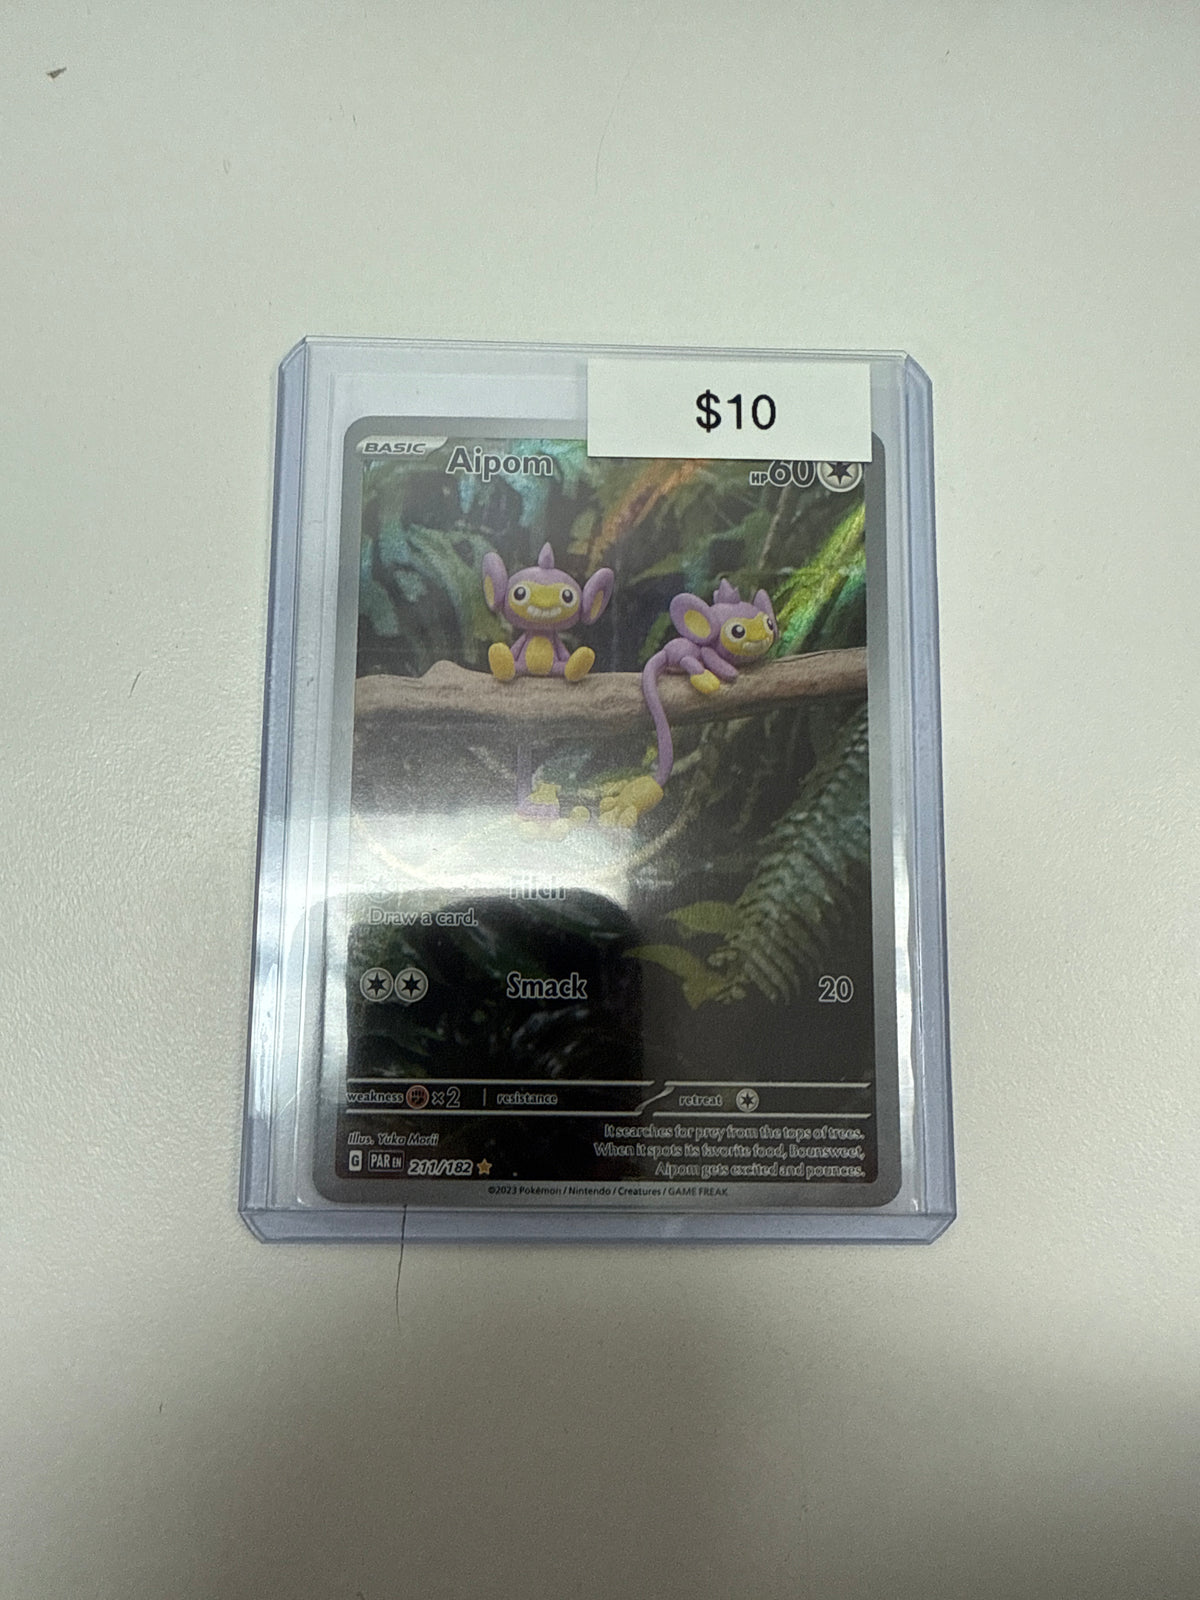 $10
BASIC Aipom HP60
Filch
Draw a card.
Smack 20
weakness ×2 resistance retreat
Illus. Yuka Morii
It searches for prey from the tops of trees.
When it spots its favorite food, Bounsweet,
Aipom gets excited and pounces.
G PAR EN 211/182
©2023 Pokémon / Nintendo / Creatures / GAME FREAK